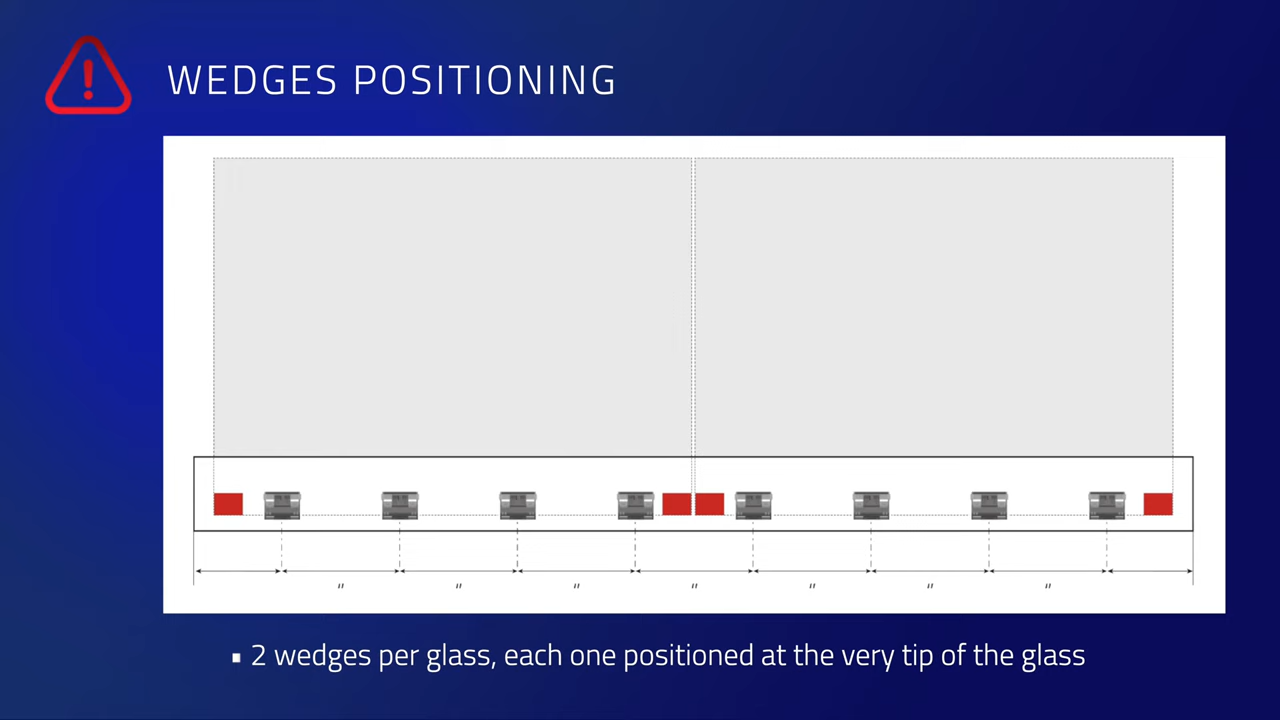 !
WEDGES POSITIONING
" " " " " " "
▪ 2 wedges per glass, each one positioned at the very tip of the glass